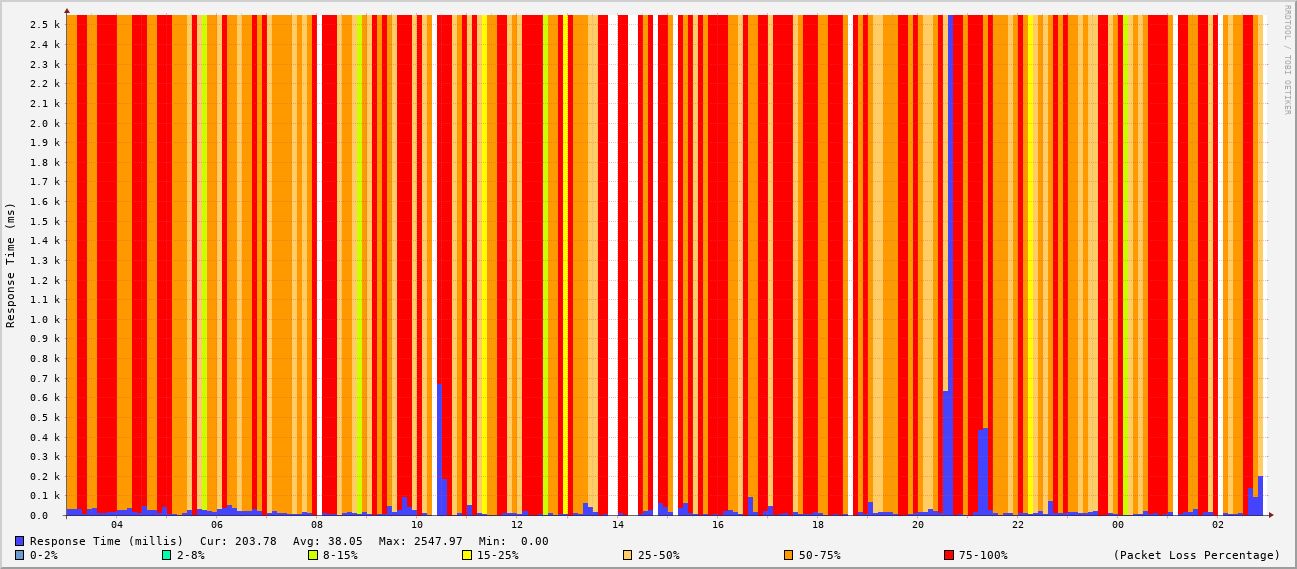 RRDTOOL / TOBI OETIKER
Response Time (ms)
2.5 k
2.4 k
2.3 k
2.2 k
2.1 k
2.0 k
1.9 k
1.8 k
1.7 k
1.6 k
1.5 k
1.4 k
1.3 k
1.2 k
1.1 k
1.0 k
0.9 k
0.8 k
0.7 k
0.6 k
0.5 k
0.4 k
0.3 k
0.2 k
0.1 k
0.0
04 06 08 10 12 14 16 18 20 22 00 02
Response Time (millis) Cur: 203.78 Avg: 38.05 Max: 2547.97 Min: 0.00
0-2% 2-8% 8-15% 15-25% 25-50% 50-75% 75-100% (Packet Loss Percentage)